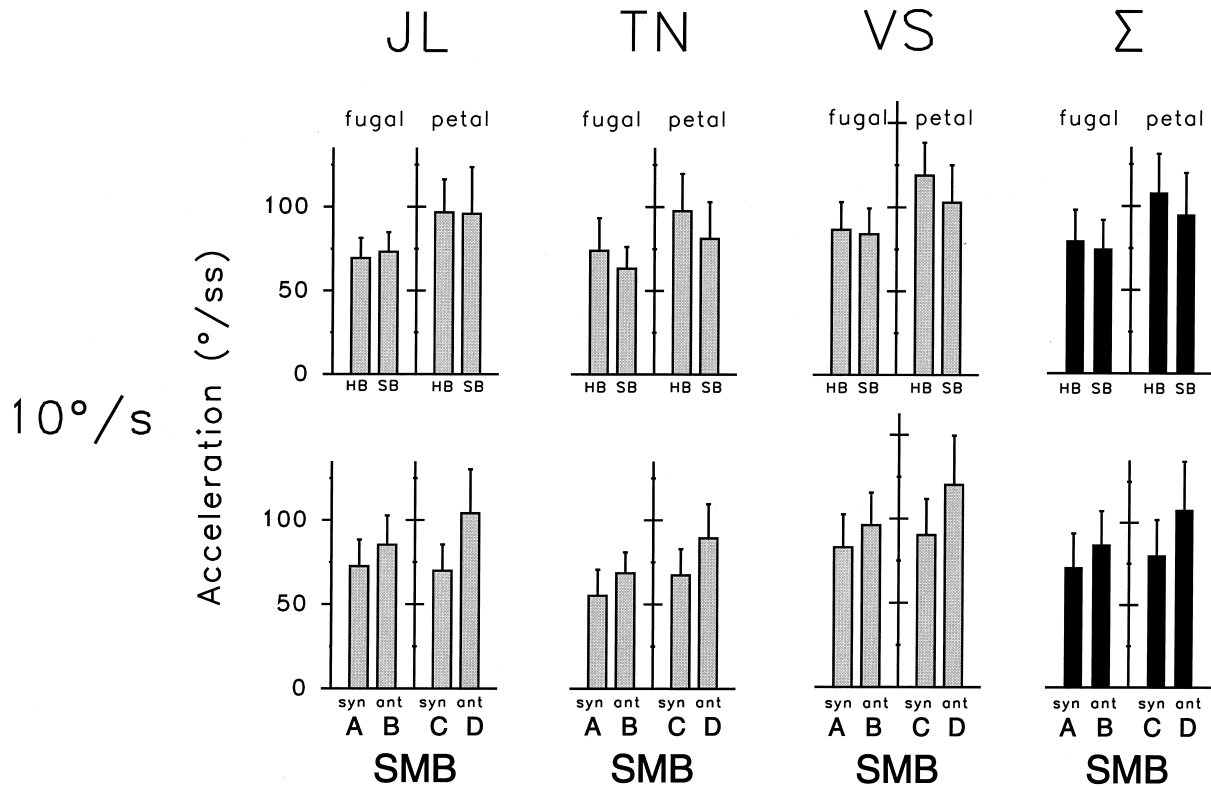 JL TN VS Σ
fugal petal fugal petal fugal petal fugal petal
100
50
0
HB SB HB SB HB SB HB SB HB SB HB SB HB SB HB SB
10°/s
Acceleration (°/ss)
100
50
0
syn ant syn ant syn ant syn ant syn ant syn ant syn ant syn ant
A B C D A B C D A B C D A B C D
SMB SMB SMB SMB